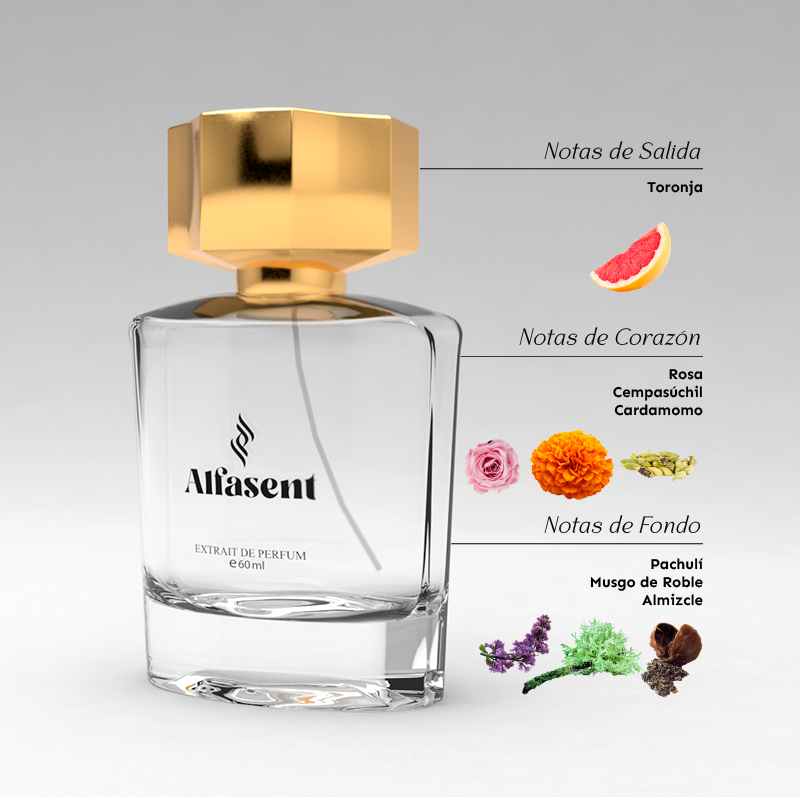 Notas de Salida
Toronja
Notas de Corazón
Rosa
Cempasúchil
Cardamomo
Alfasent
EXTRAIT DE PERFUM
e60ml
Notas de Fondo
Pachulí
Musgo de Roble
Almizcle